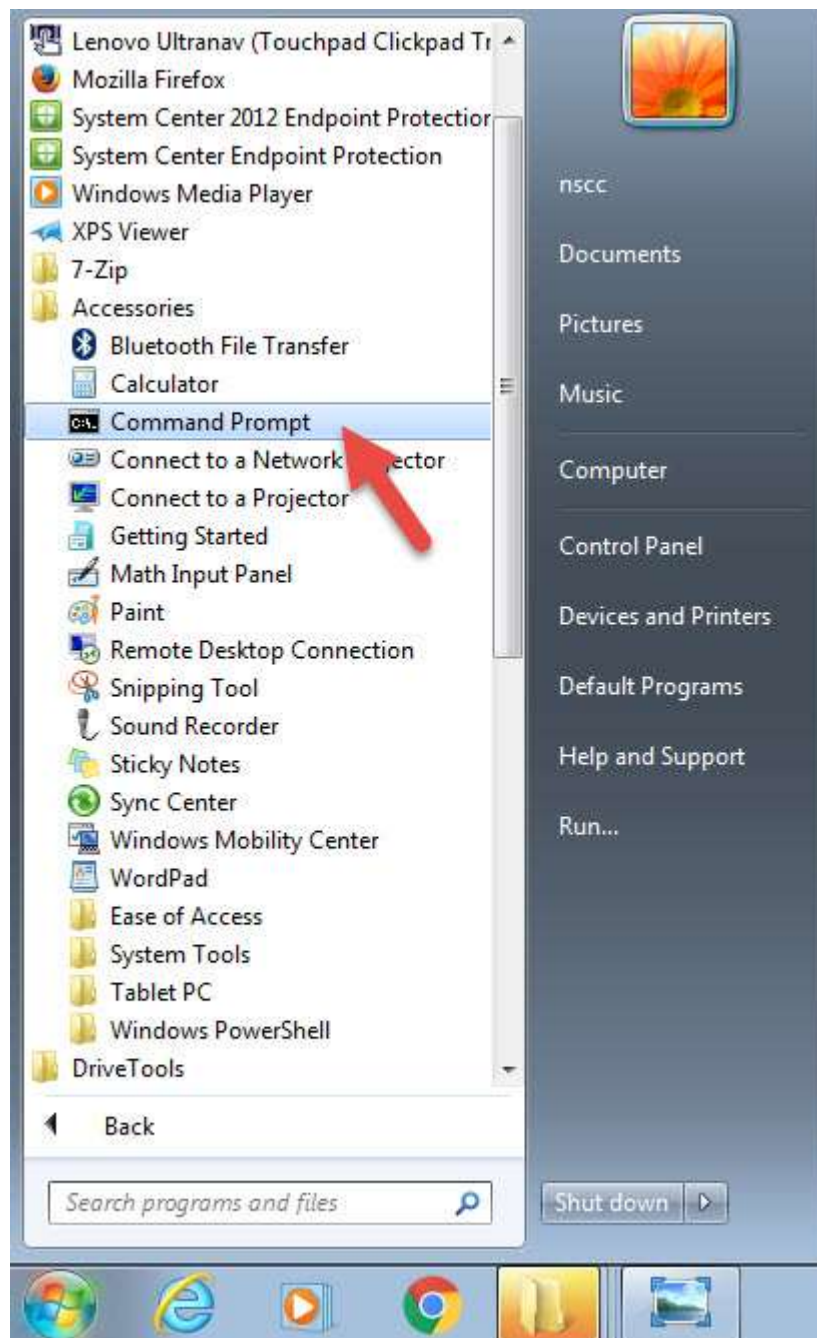 Lenovo Ultranav (Touchpad Clickpad Tr
Mozilla Firefox
System Center 2012 Endpoint Protection
System Center Endpoint Protection
Windows Media Player
XPS Viewer
7-Zip
Accessories
Bluetooth File Transfer
Calculator
C:\.
Command Prompt
Connect to a Network ector
Connect to a Projector
Getting Started
Math Input Panel
Paint
Remote Desktop Connection
Snipping Tool
Sound Recorder
Sticky Notes
Sync Center
Windows Mobility Center
WordPad
Ease of Access
System Tools
Tablet PC
Windows PowerShell
DriveTools
Back
Search programs and files
nscc
Documents
Pictures
Music
Computer
Control Panel
Devices and Printers
Default Programs
Help and Support
Run...
Shut down